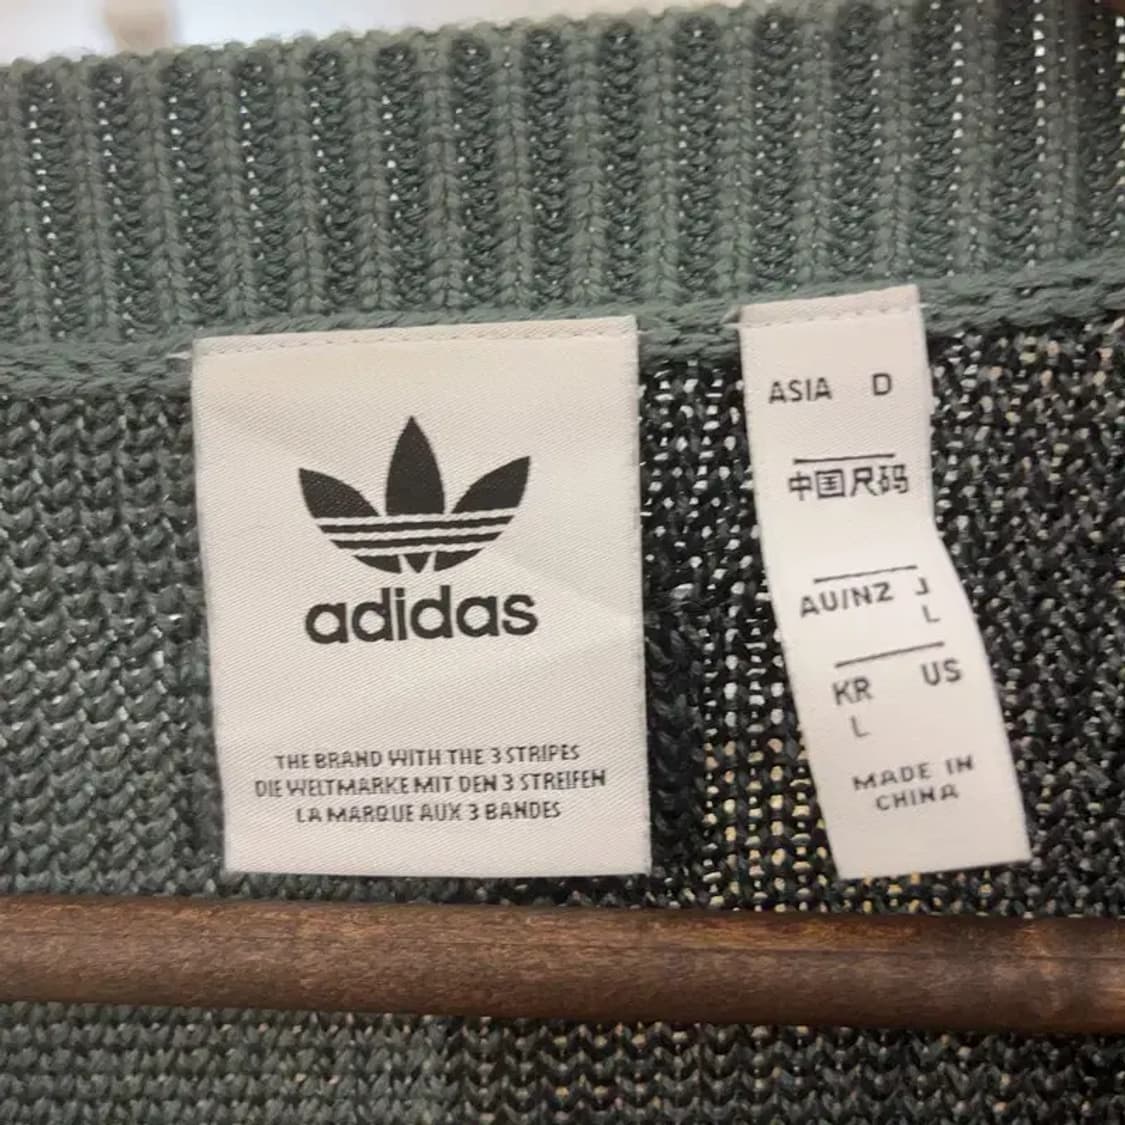 adidas
THE BRAND WITH THE 3 STRIPES
DIE WELTMARKE MIT DEN 3 STREIFEN
LA MARQUE AUX 3 BANDES
ASIA D
中国尺码
AU/NZ J
L
KR US
L
MADE IN
CHINA